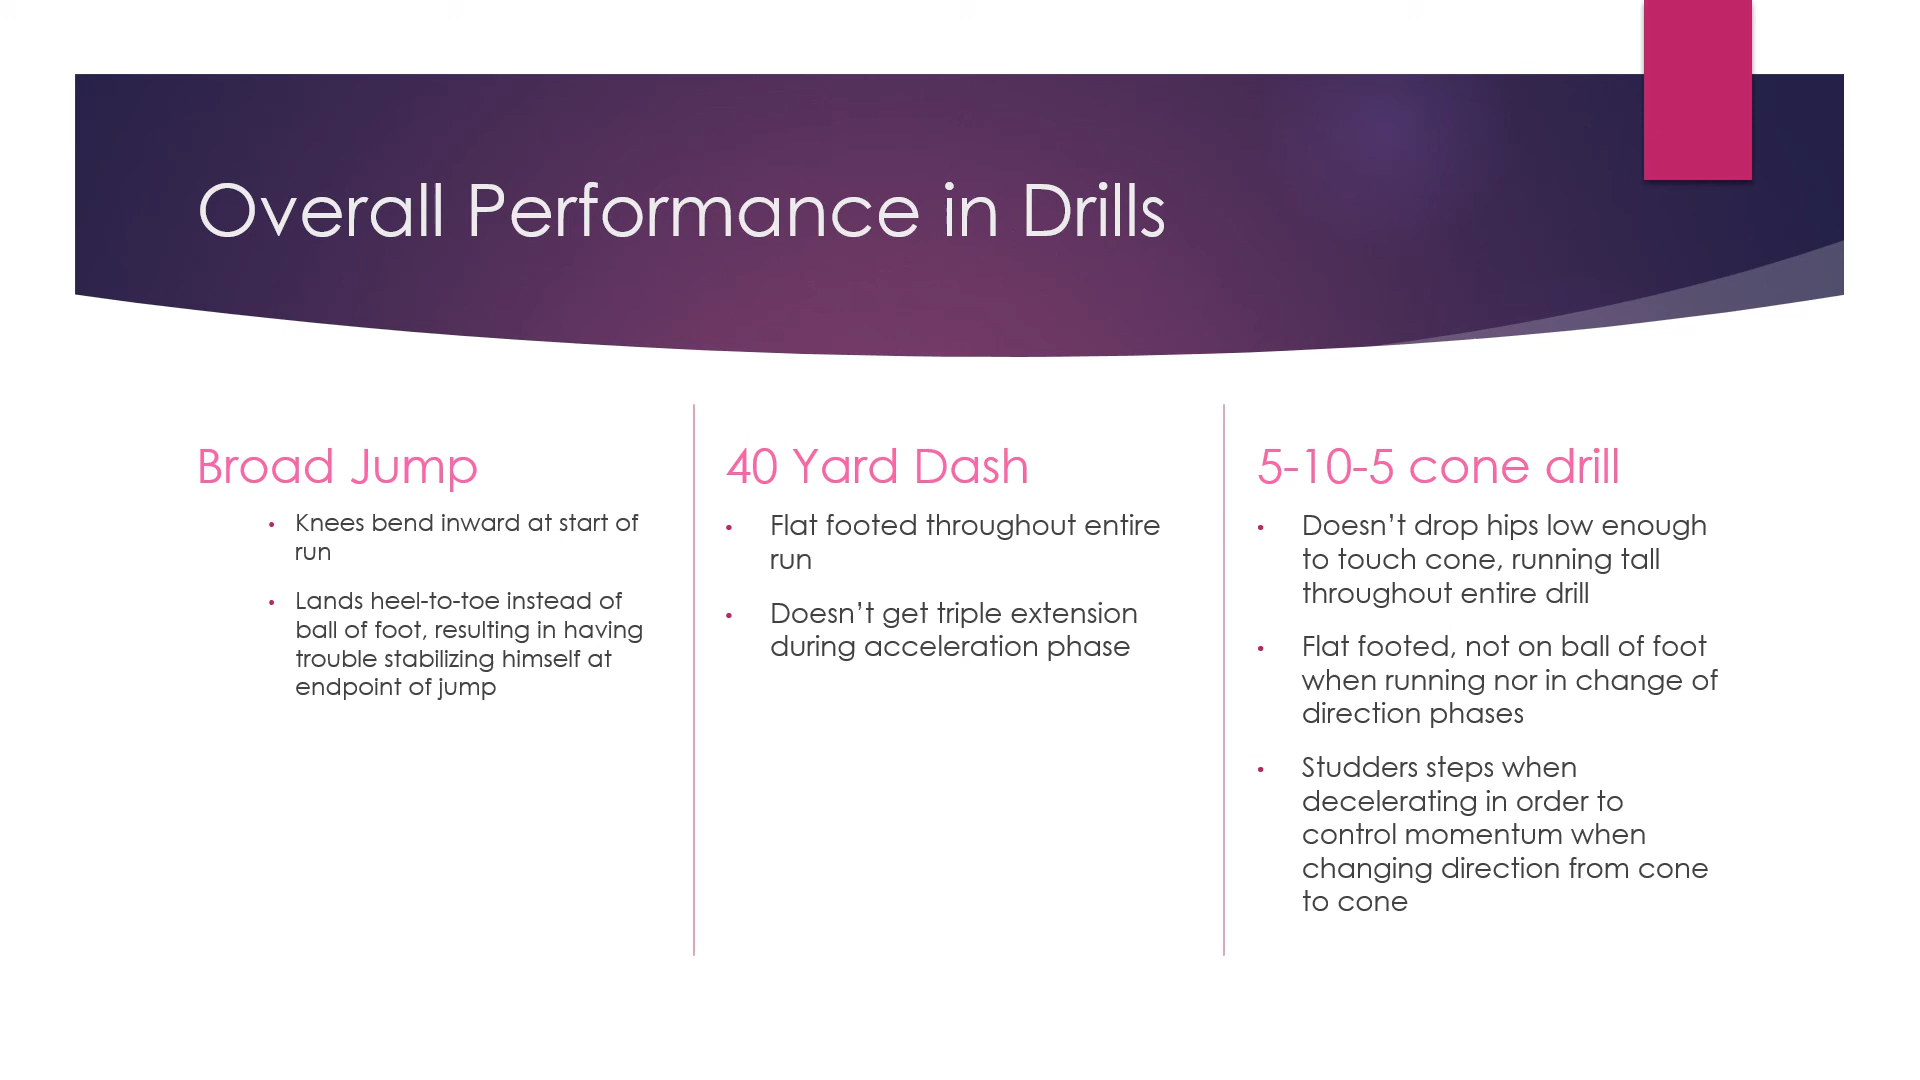 Overall Performance in Drills
Broad Jump
• Knees bend inward at start of
run
• Lands heel-to-toe instead of
ball of foot, resulting in having
trouble stabilizing himself at
endpoint of jump
40 Yard Dash
• Flat footed throughout entire
run
• Doesn’t get triple extension
during acceleration phase
5-10-5 cone drill
• Doesn’t drop hips low enough
to touch cone, running tall
throughout entire drill
• Flat footed, not on ball of foot
when running nor in change of
direction phases
• Studders steps when
decelerating in order to
control momentum when
changing direction from cone
to cone